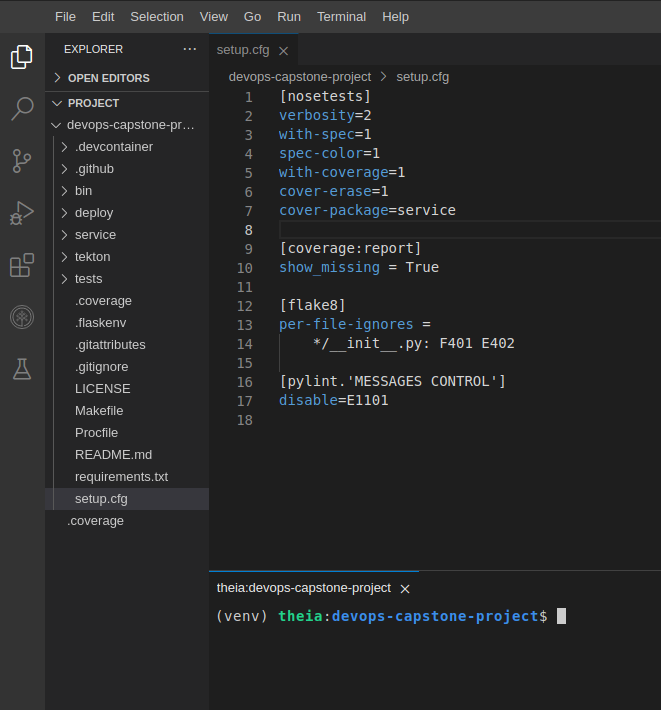 File Edit Selection View Go Run Terminal Help
EXPLORER ···
OPEN EDITORS
PROJECT
devops-capstone-pr...
.devcontainer
.github
bin
deploy
service
tekton
tests
.coverage
.flaskenv
.gitattributes
.gitignore
LICENSE
Makefile
Procfile
README.md
requirements.txt
setup.cfg
.coverage
setup.cfg
devops-capstone-project > setup.cfg
1 [nosetests]
2 verbosity=2
3 with-spec=1
4 spec-color=1
5 with-coverage=1
6 cover-erase=1
7 cover-package=service
8
9 [coverage:report]
10 show_missing = True
11
12 [flake8]
13 per-file-ignores =
14     */__init__.py: F401 E402
15
16 [pylint.'MESSAGES CONTROL']
17 disable=E1101
18
theia:devops-capstone-project
(venv) theia:devops-capstone-project$